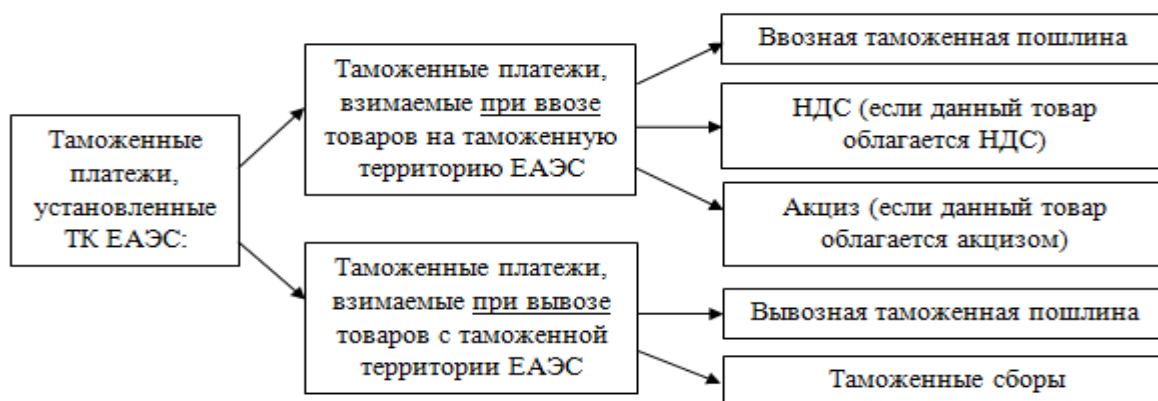 Таможенные
платежи,
установленные
ТК ЕАЭС:
Таможенные платежи,
взимаемые при ввозе
товаров на таможенную
территорию ЕАЭС
Ввозная таможенная пошлина
НДС (если данный товар
облагается НДС)
Акциз (если данный товар
облагается акцизом)
Таможенные платежи,
взимаемые при вывозе
товаров с таможенной
территории ЕАЭС
Вывозная таможенная пошлина
Таможенные сборы